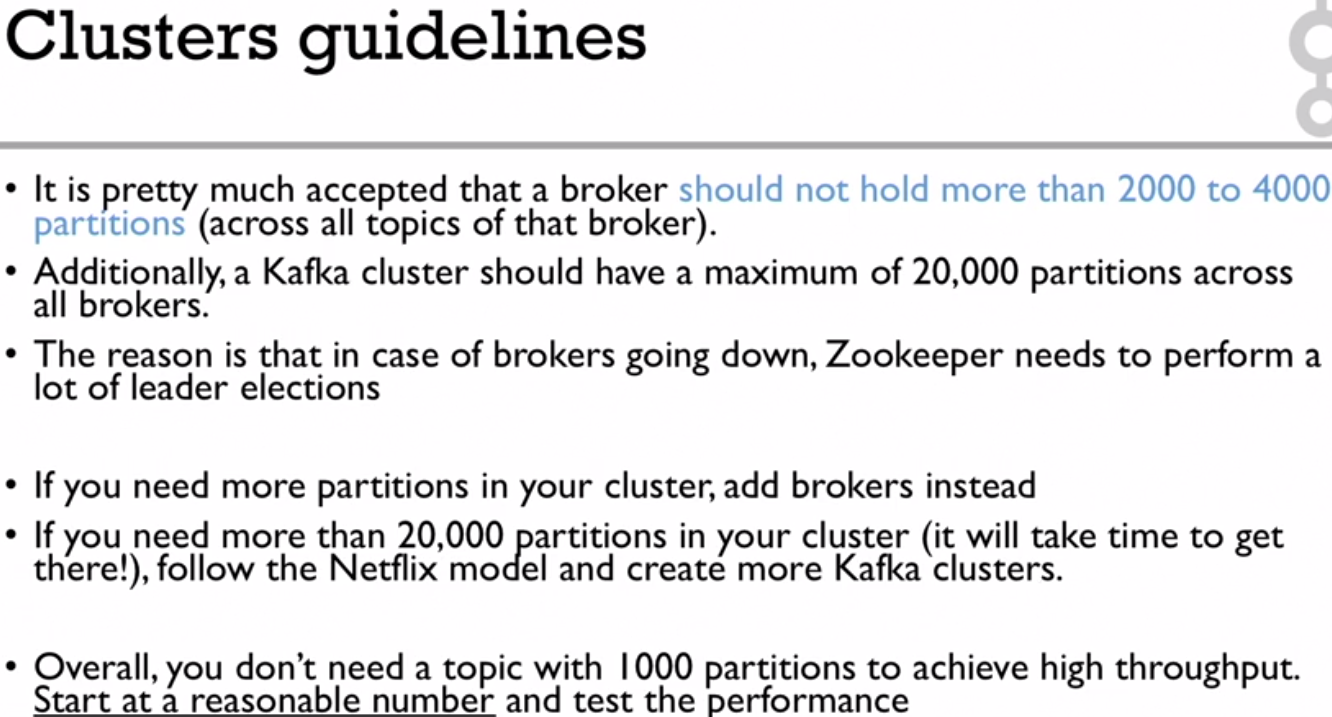 Clusters guidelines
• It is pretty much accepted that a broker should not hold more than 2000 to 4000
partitions (across all topics of that broker).
• Additionally, a Kafka cluster should have a maximum of 20,000 partitions across
all brokers.
• The reason is that in case of brokers going down, Zookeeper needs to perform a
lot of leader elections
• If you need more partitions in your cluster, add brokers instead
• If you need more than 20,000 partitions in your cluster (it will take time to get
there!), follow the Netflix model and create more Kafka clusters.
• Overall, you don't need a topic with 1000 partitions to achieve high throughput.
Start at a reasonable number and test the performance